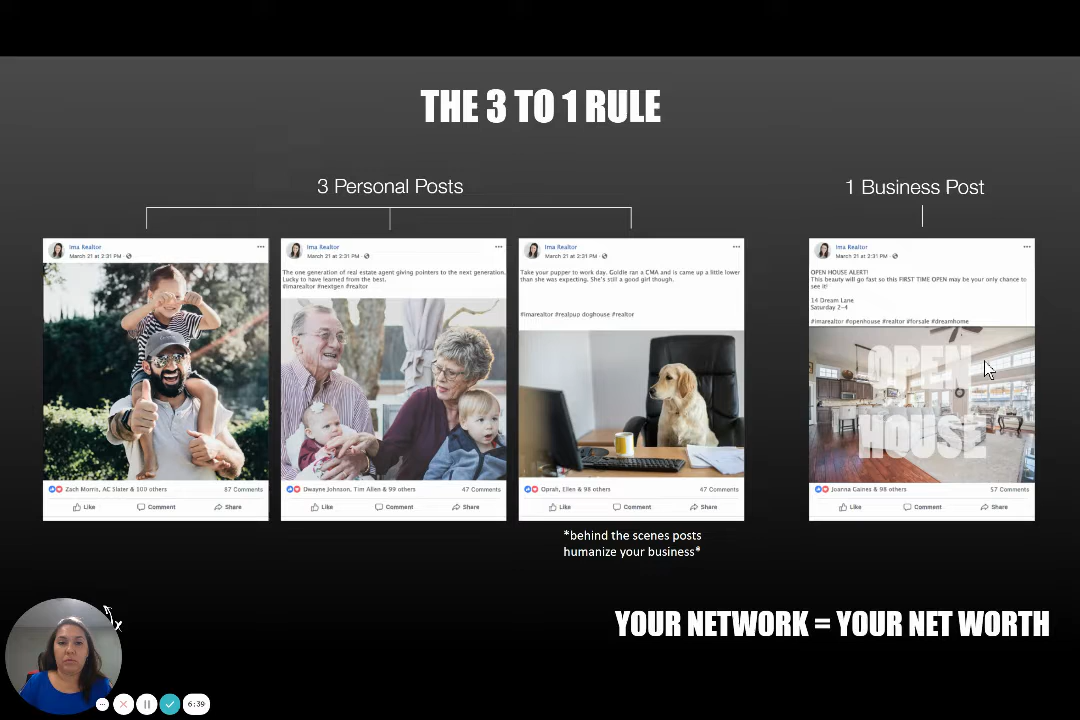 THE 3 TO 1 RULE
3 Personal Posts
1 Business Post
Ima Realtor
March 21 at 2:31 PM
Zach Morris, AC Slater & 100 others
87 Comments
Like
Comment
Share
Ima Realtor
March 21 at 2:31 PM
The one generation of real estate agent giving pointers to the next generation.
Lucky to have learned from the best.
#imarealtor #nextgen #realtor
Dwayne Johnson, Tim Allen & 99 others
47 Comments
Like
Comment
Share
Ima Realtor
March 21 at 2:31 PM
Take your pupper to work day. Goldie ran a CMA and is came up a little lower
than she was expecting. She's still a good girl though.
#imarealtor #realpup doghouse #realtor
Oprah, Ellen & 98 others
47 Comments
Like
Comment
Share
*behind the scenes posts
humanize your business*
Ima Realtor
March 21 at 2:31 PM
OPEN HOUSE ALERT!
This beauty will go fast so this FIRST TIME OPEN may be your only chance to
see it!
14 Dream Lane
Saturday 2-4
#imarealtor #openhouse #realtor #forsale #dreamhome
OPEN
HOUSE
Joanna Gaines & 98 others
57 Comments
Like
Comment
Share
YOUR NETWORK = YOUR NET WORTH
6:39